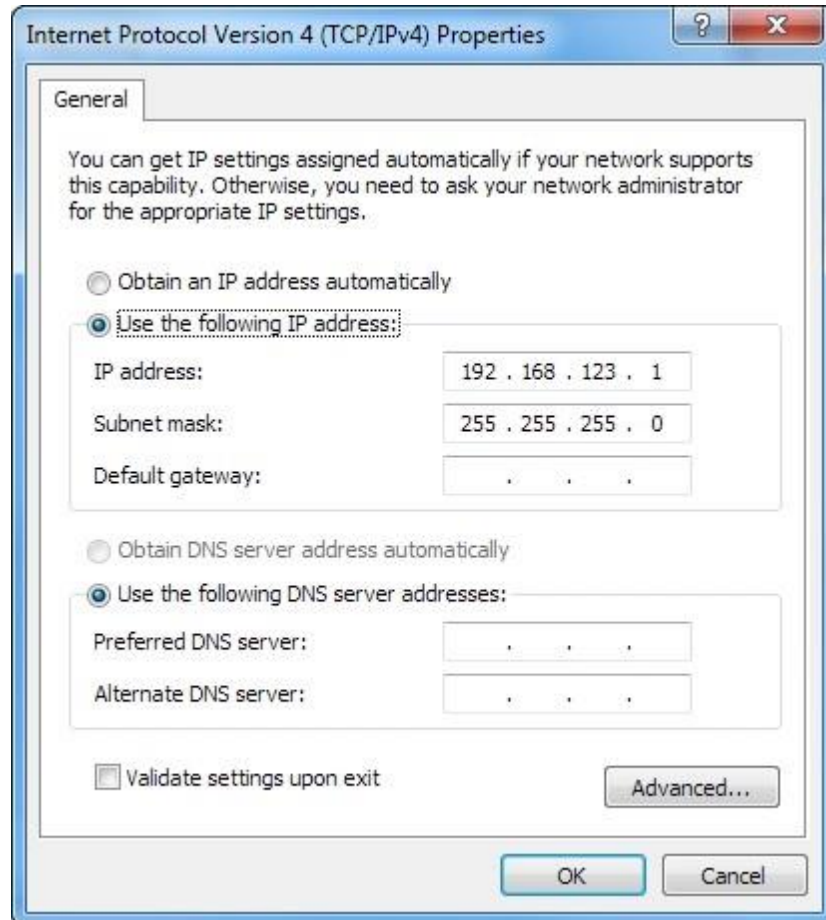 Internet Protocol Version 4 (TCP/IPv4) Properties
General
You can get IP settings assigned automatically if your network supports
this capability. Otherwise, you need to ask your network administrator
for the appropriate IP settings.
Obtain an IP address automatically
Use the following IP address:
IP address: 192 . 168 . 123 . 1
Subnet mask: 255 . 255 . 255 . 0
Default gateway: . . .
Obtain DNS server address automatically
Use the following DNS server addresses:
Preferred DNS server: . . .
Alternate DNS server: . . .
Validate settings upon exit
Advanced...
OK Cancel